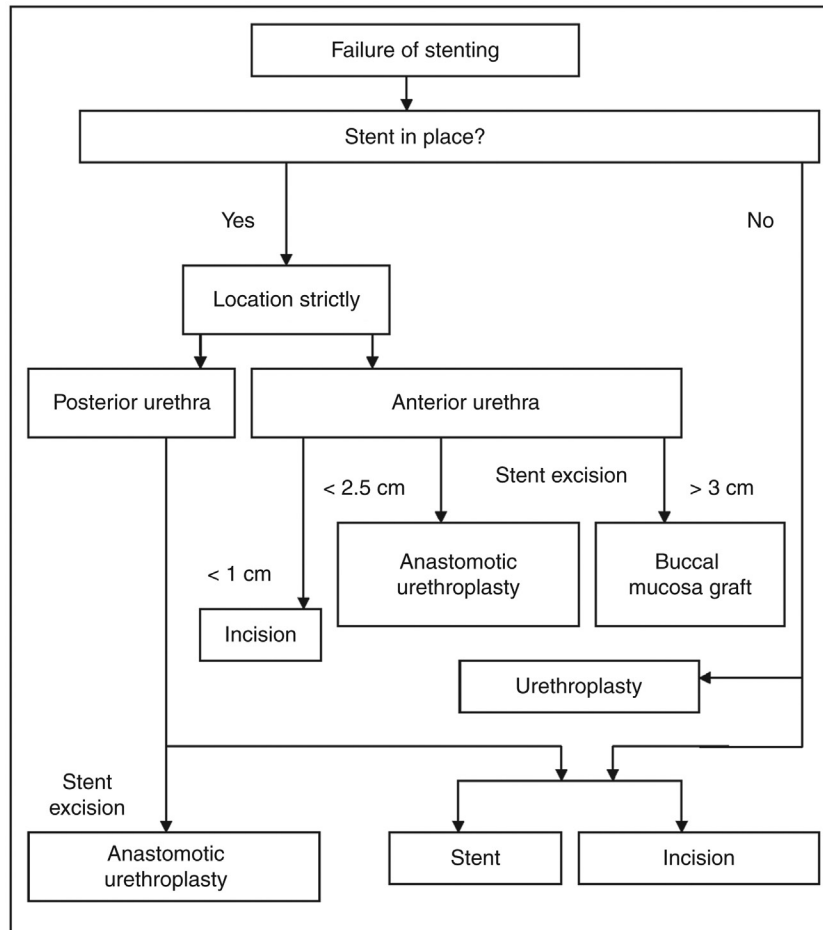 Failure of stenting
Stent in place?
Yes
No
Location strictly
Posterior urethra
Anterior urethra
< 2.5 cm
Stent excision
> 3 cm
< 1 cm
Anastomotic
urethroplasty
Buccal
mucosa graft
Incision
Urethroplasty
Stent
excision
Anastomotic
urethroplasty
Stent
Incision